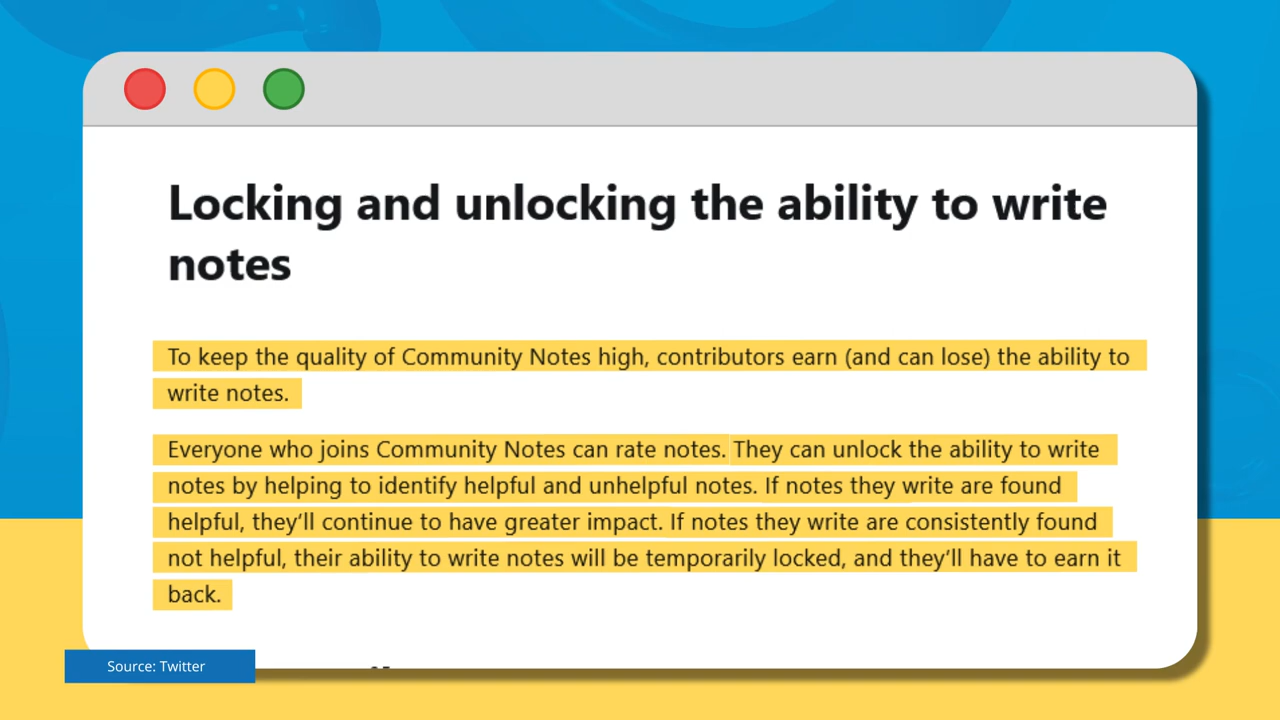 Locking and unlocking the ability to write
notes
To keep the quality of Community Notes high, contributors earn (and can lose) the ability to
write notes.
Everyone who joins Community Notes can rate notes. They can unlock the ability to write
notes by helping to identify helpful and unhelpful notes. If notes they write are found
helpful, they’ll continue to have greater impact. If notes they write are consistently found
not helpful, their ability to write notes will be temporarily locked, and they’ll have to earn it
back.
Source: Twitter